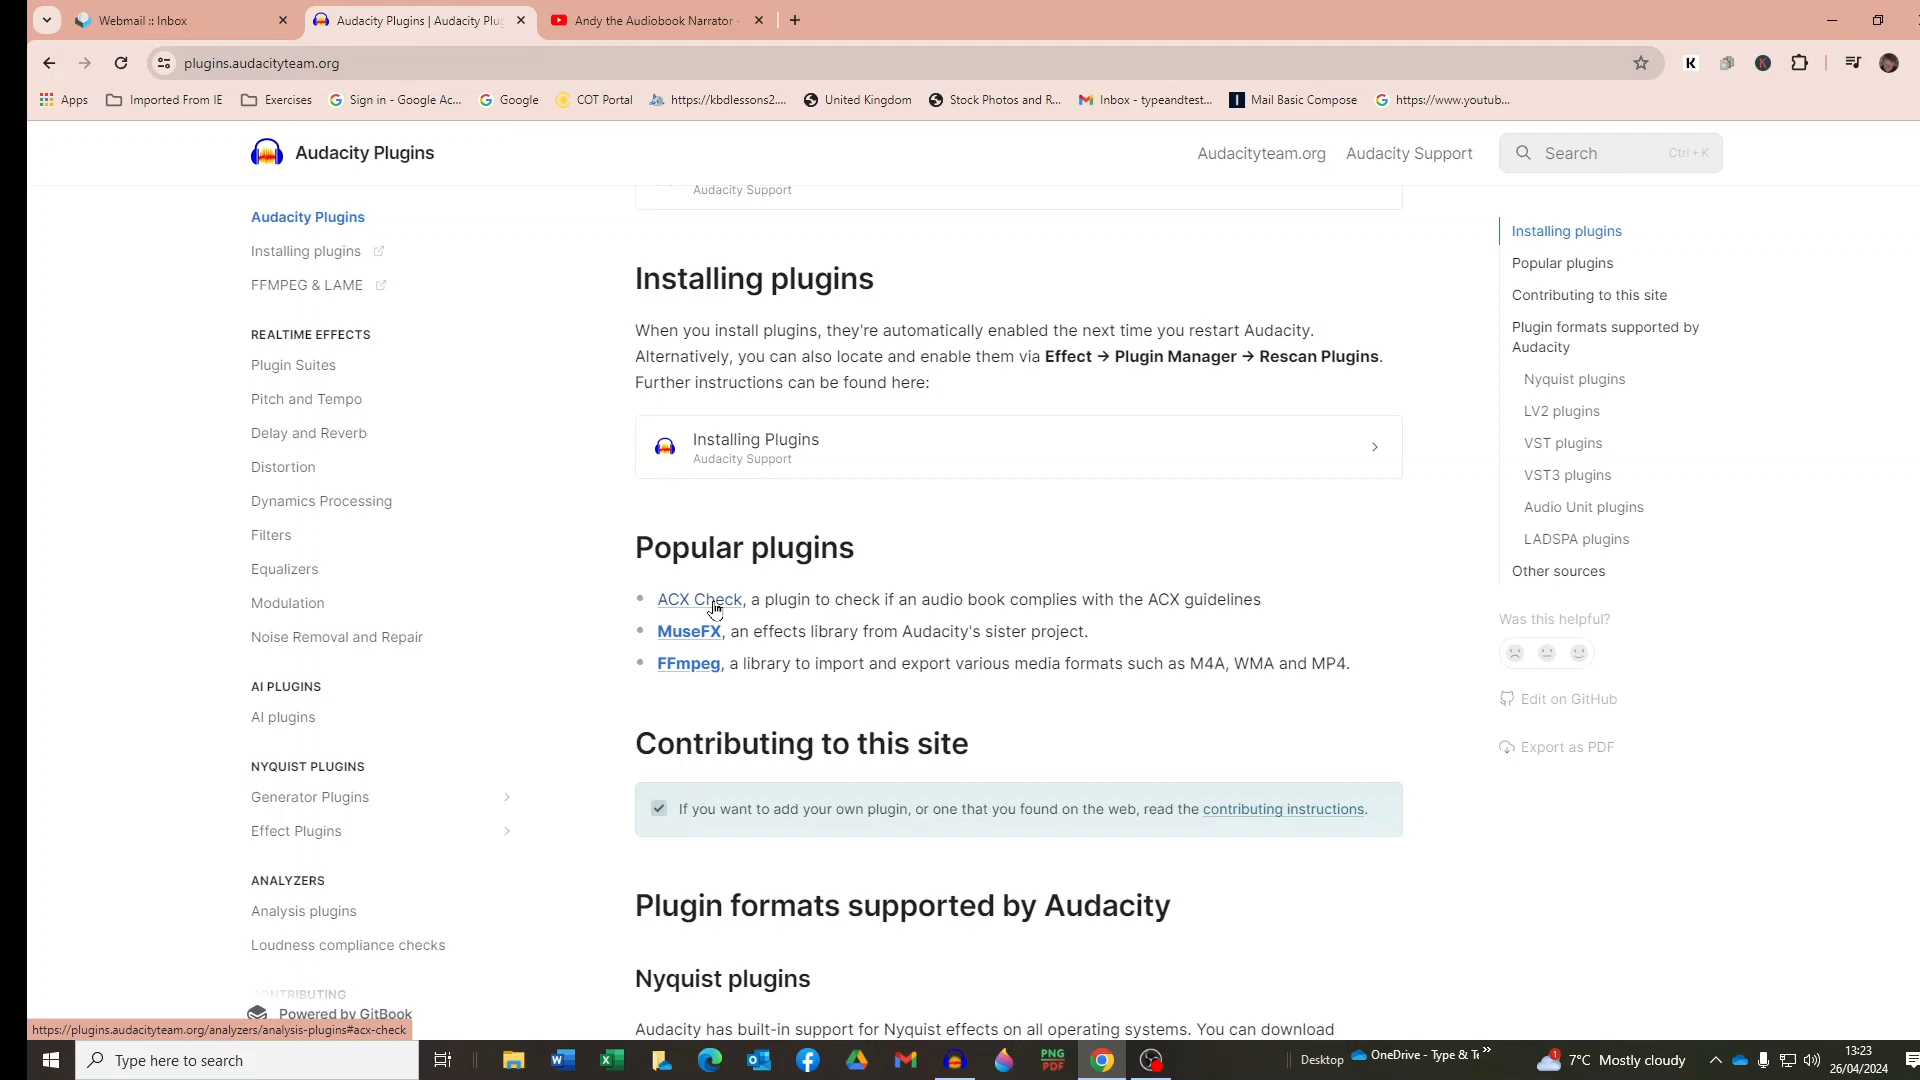 Webmail :: Inbox
Audacity Plugins | Audacity Plug
Andy the Audiobook Narrator -
plugins.audacityteam.org
Apps
Imported From IE
Exercises
Sign in - Google Ac...
Google
COT Portal
https://kbdlessons2....
United Kingdom
Stock Photos and R...
Inbox - typeandtest...
Mail Basic Compose
https://www.youtub...
Audacity Plugins
Audacityteam.org
Audacity Support
Search
Ctrl + K
Audacity Plugins
Installing plugins
FFMPEG & LAME
REALTIME EFFECTS
Plugin Suites
Pitch and Tempo
Delay and Reverb
Distortion
Dynamics Processing
Filters
Equalizers
Modulation
Noise Removal and Repair
AI PLUGINS
AI plugins
NYQUIST PLUGINS
Generator Plugins
Effect Plugins
ANALYZERS
Analysis plugins
Loudness compliance checks
CONTRIBUTING
Powered by GitBook
https://plugins.audacityteam.org/analyzers/analysis-plugins#acx-check
Audacity Support
Installing plugins
When you install plugins, they're automatically enabled the next time you restart Audacity.
Alternatively, you can also locate and enable them via Effect → Plugin Manager → Rescan Plugins.
Further instructions can be found here:
Installing Plugins
Audacity Support
Popular plugins
• ACX Check, a plugin to check if an audio book complies with the ACX guidelines
• MuseFX, an effects library from Audacity's sister project.
• FFmpeg, a library to import and export various media formats such as M4A, WMA and MP4.
Contributing to this site
If you want to add your own plugin, or one that you found on the web, read the contributing instructions.
Plugin formats supported by Audacity
Nyquist plugins
Audacity has built-in support for Nyquist effects on all operating systems. You can download
Installing plugins
Popular plugins
Contributing to this site
Plugin formats supported by
Audacity
Nyquist plugins
LV2 plugins
VST plugins
VST3 plugins
Audio Unit plugins
LADSPA plugins
Other sources
Was this helpful?
Edit on GitHub
Export as PDF
Type here to search
PNG
PDF
Desktop
OneDrive - Type & Te
1
7°C Mostly cloudy
13:23
26/04/2024